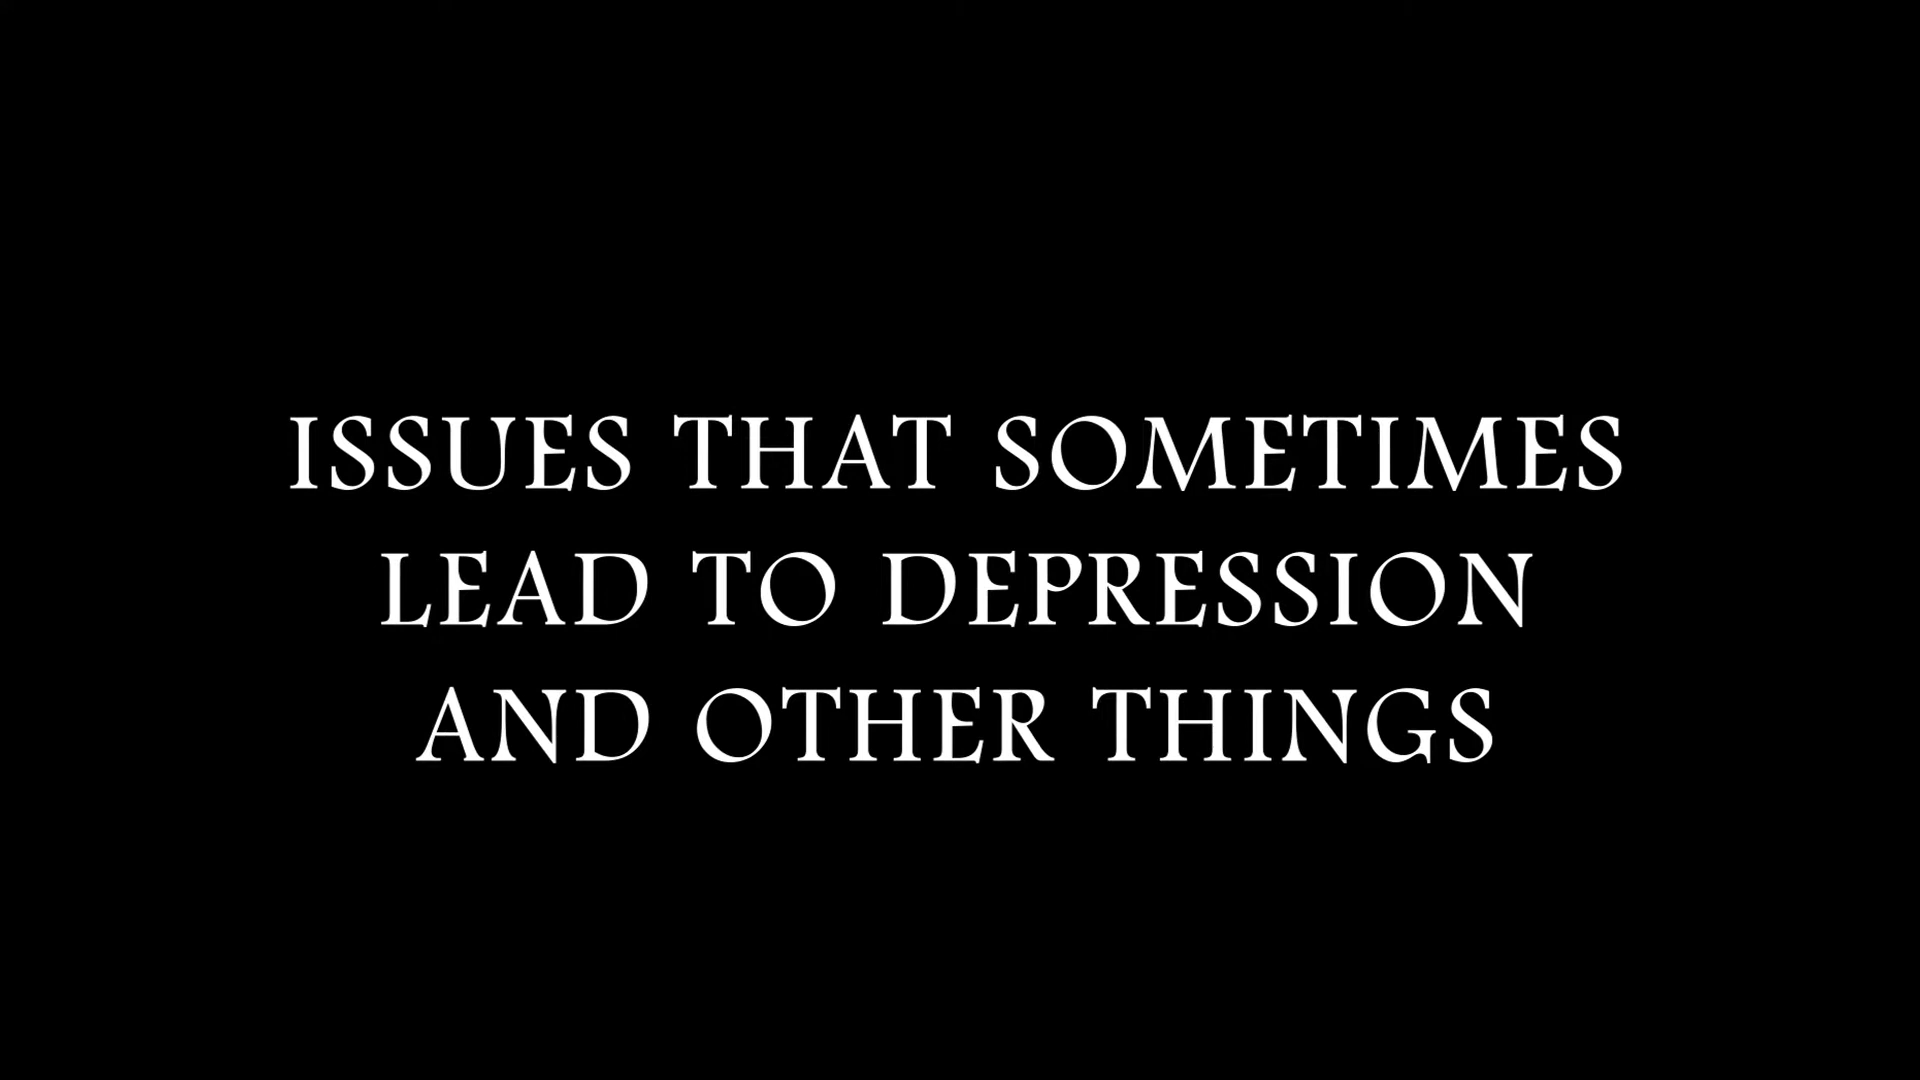 ISSUES THAT SOMETIMES
LEAD TO DEPRESSION
AND OTHER THINGS